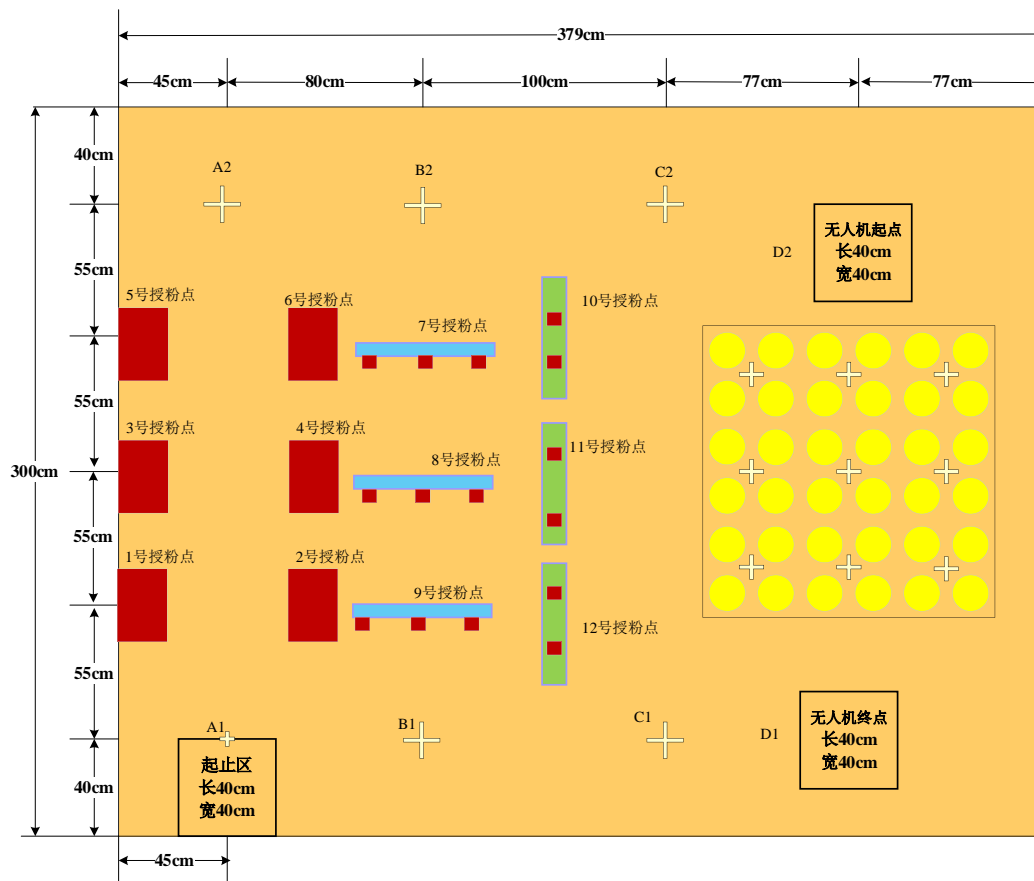 379cm
45cm
80cm
100cm
77cm
77cm
40cm
A2
B2
C2
无人机起点
长40cm
宽40cm
D2
55cm
5号授粉点
6号授粉点
10号授粉点
7号授粉点
55cm
3号授粉点
4号授粉点
11号授粉点
8号授粉点
300cm
55cm
1号授粉点
2号授粉点
9号授粉点
12号授粉点
55cm
A1
B1
C1
D1
无人机终点
长40cm
宽40cm
起止区
长40cm
宽40cm
40cm
45cm